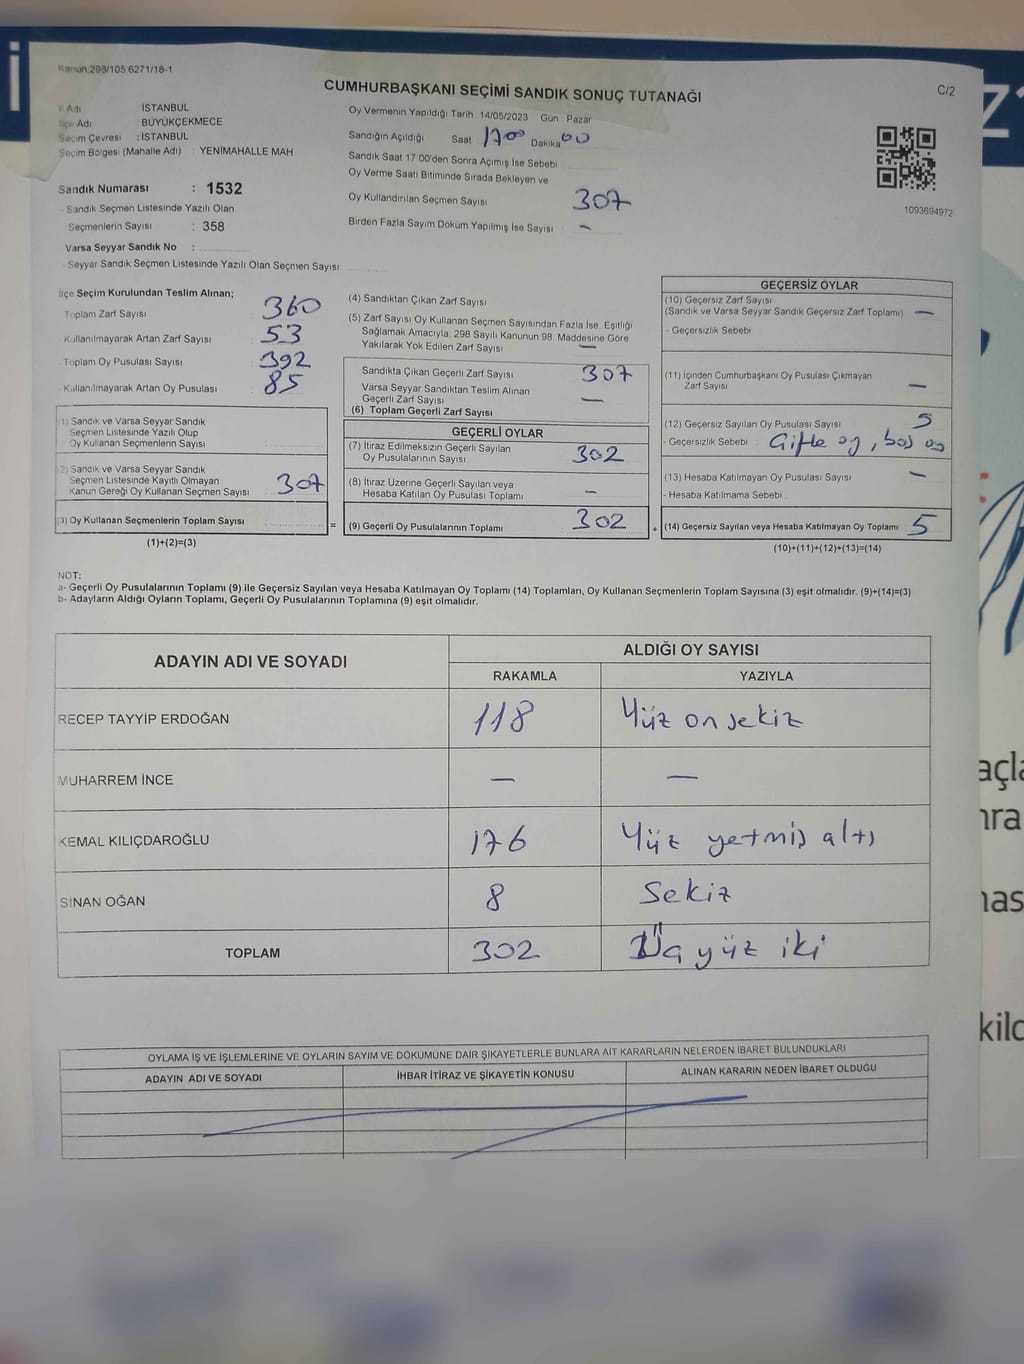 Kanun:298/105.6271/18-1
C/2
CUMHURBAŞKANI SEÇİMİ SANDIK SONUÇ TUTANAĞI
İl Adı : İSTANBUL
İlçe Adı : BÜYÜKÇEKMECE
Seçim Çevresi : İSTANBUL
Seçim Bölgesi (Mahalle Adı) : YENİMAHALLE MAH
Sandık Numarası : 1532
- Sandık Seçmen Listesinde Yazılı Olan
Seçmenlerin Sayısı : 358
Varsa Seyyar Sandık No :
- Seyyar Sandık Seçmen Listesinde Yazılı Olan Seçmen Sayısı
Oy Vermenin Yapıldığı Tarih 14/05/2023 Gün Pazar
Sandığın Açıldığı Saat 17 00 Dakika 00
Sandık Saat 17:00'den Sonra Açımış İse Sebebi
Oy Verme Saati Bitiminde Sırada Bekleyen ve
Oy Kullandırılan Seçmen Sayısı 307
Birden Fazla Sayım Döküm Yapılmış İse Sayısı –
1093694972
İlçe Seçim Kurulundan Teslim Alınan;
Toplam Zarf Sayısı : 360
Kullanılmayarak Artan Zarf Sayısı : 53
Toplam Oy Pusulası Sayısı : 392
Kullanılmayarak Artan Oy Pusulası : 85
1) Sandık ve Varsa Seyyar Sandık
Seçmen Listesinde Yazılı Olup
Oy Kullanan Seçmenlerin Sayısı :
(2) Sandık ve Varsa Seyyar Sandık
Seçmen Listesinde Kayıtlı Olmayan
Kanun Gereği Oy Kullanan Seçmen Sayısı 307
(3) Oy Kullanan Seçmenlerin Toplam Sayısı : =
(1)+(2)=(3)
(4) Sandıktan Çıkan Zarf Sayısı
(5) Zarf Sayısı Oy Kullanan Seçmen Sayısından Fazla İse, Eşitliği
Sağlamak Amacıyla, 298 Sayılı Kanunun 98. Maddesine Göre
Yakılarak Yok Edilen Zarf Sayısı –
Sandıkta Çıkan Geçerli Zarf Sayısı 307
Varsa Seyyar Sandıktan Teslim Alınan
Geçerli Zarf Sayısı –
(6) Toplam Geçerli Zarf Sayısı
GEÇERLİ OYLAR
(7) İtiraz Edilmeksizin Geçerli Sayılan
Oy Pusulalarının Sayısı 302
(8) İtiraz Üzerine Geçerli Sayılan veya
Hesaba Katılan Oy Pusulası Toplamı –
(9) Geçerli Oy Pusulalarının Toplamı 302 +
GEÇERSİZ OYLAR
(10) Geçersiz Zarf Sayısı
(Sandık ve Varsa Seyyar Sandık Geçersiz Zarf Toplamı) –
- Geçersizlik Sebebi
(11) İçinden Cumhurbaşkanı Oy Pusulası Çıkmayan
Zarf Sayısı –
(12) Geçersiz Sayılan Oy Pusulası Sayısı 5
- Geçersizlik Sebebi : Çifte oy, boş oy
(13) Hesaba Katılmayan Oy Pusulası Sayısı –
- Hesaba Katılmama Sebebi
(14) Geçersiz Sayılan veya Hesaba Katılmayan Oy Toplamı 5
(10)+(11)+(12)+(13)=(14)
NOT:
a- Geçerli Oy Pusulalarının Toplamı (9) ile Geçersiz Sayılan veya Hesaba Katılmayan Oy Toplamı (14) Toplamları, Oy Kullanan Seçmenlerin Toplam Sayısına (3) eşit olmalıdır. (9)+(14)=(3)
b- Adayların Aldığı Oyların Toplamı, Geçerli Oy Pusulalarının Toplamına (9) eşit olmalıdır.
ADAYIN ADI VE SOYADI ALDIĞI OY SAYISI
RAKAMLA YAZIYLA
RECEP TAYYİP ERDOĞAN 118 Yüz on sekiz
MUHARREM İNCE – –
KEMAL KILIÇDAROĞLU 176 Yüz yetmiş altı
SİNAN OĞAN 8 Sekiz
TOPLAM 302 Üç yüz iki
OYLAMA İŞ VE İŞLEMLERİNE VE OYLARIN SAYIM VE DÖKÜMÜNE DAİR ŞİKAYETLERLE BUNLARA AİT KARARLARIN NELERDEN İBARET BULUNDUKLARI
ADAYIN ADI VE SOYADI İHBAR İTİRAZ VE ŞİKAYETİN KONUSU ALINAN KARARIN NEDEN İBARET OLDUĞU